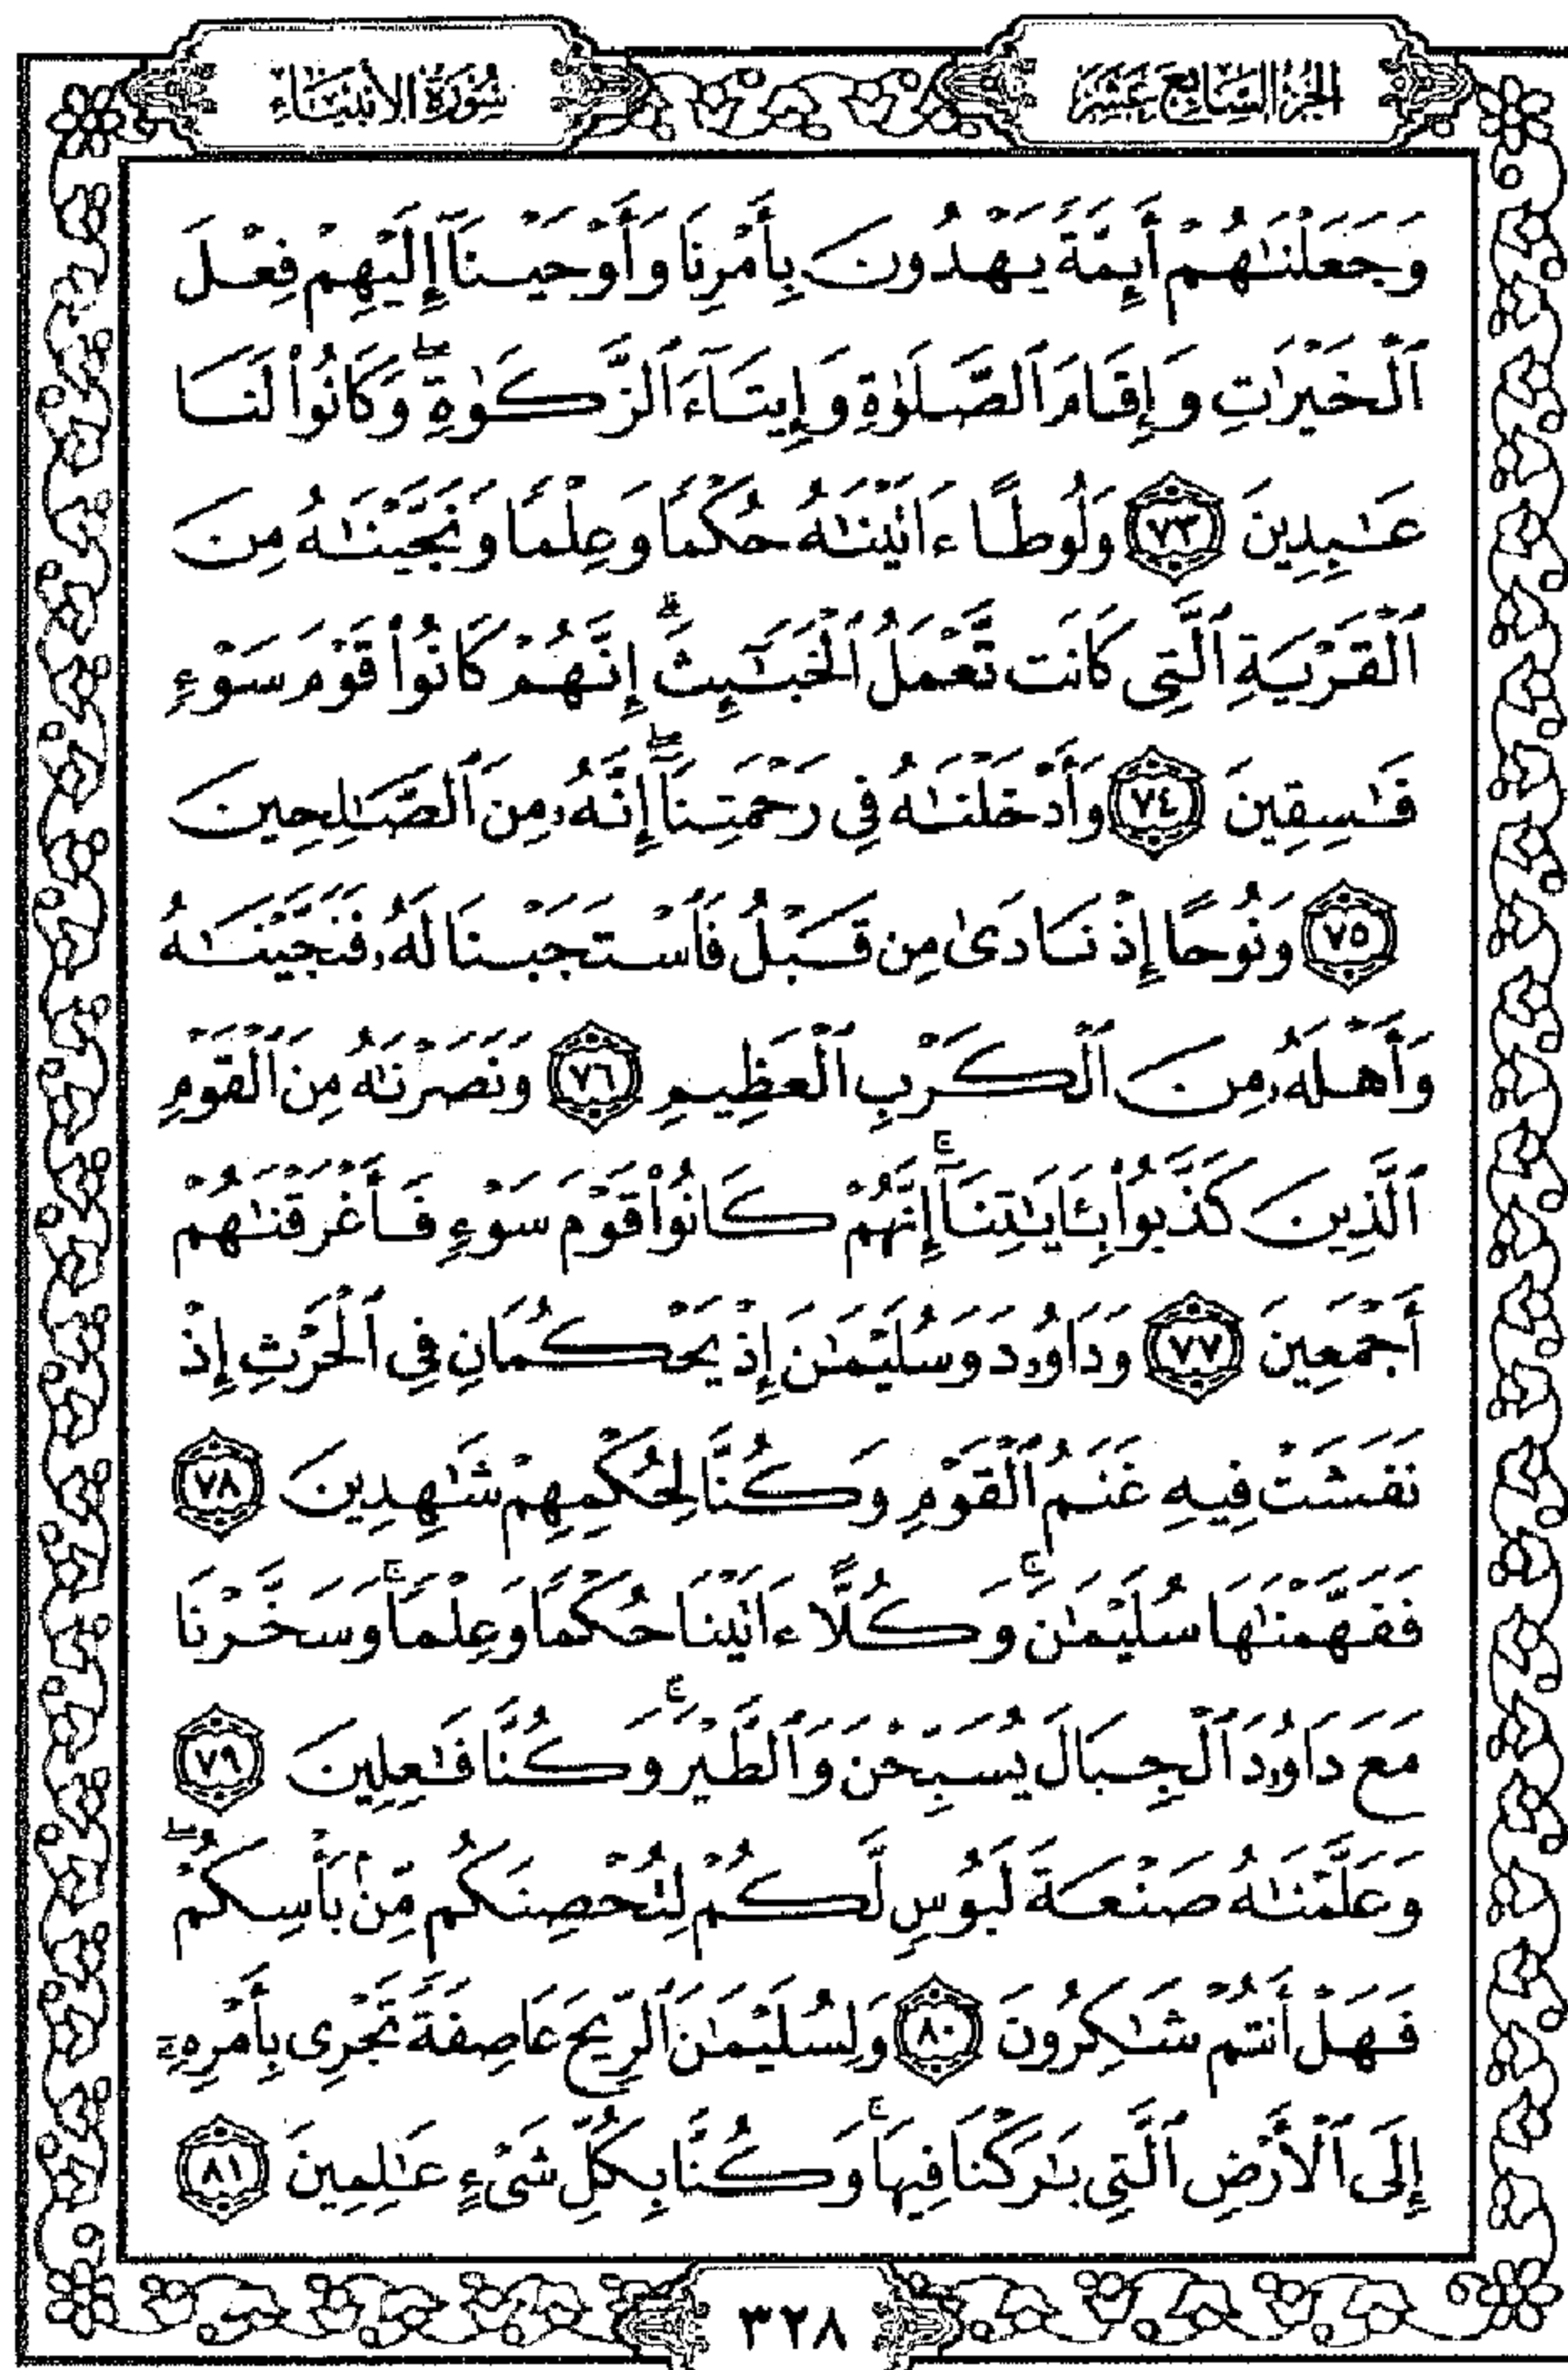 الجزء السابع عشر
سورة الأنبياء
وَجَعَلْنَٰهُمْ أَئِمَّةً يَهْدُونَ بِأَمْرِنَا وَأَوْحَيْنَآ إِلَيْهِمْ فِعْلَ
ٱلْخَيْرَٰتِ وَإِقَامَ ٱلصَّلَوٰةِ وَإِيتَآءَ ٱلزَّكَوٰةِ ۖ وَكَانُوا۟ لَنَا
عَٰبِدِينَ ٧٣ وَلُوطًا ءَاتَيْنَٰهُ حُكْمًا وَعِلْمًا وَنَجَّيْنَٰهُ مِنَ
ٱلْقَرْيَةِ ٱلَّتِى كَانَت تَّعْمَلُ ٱلْخَبَٰٓئِثَ ۗ إِنَّهُمْ كَانُوا۟ قَوْمَ سَوْءٍ
فَٰسِقِينَ ٧٤ وَأَدْخَلْنَٰهُ فِى رَحْمَتِنَآ ۖ إِنَّهُۥ مِنَ ٱلصَّٰلِحِينَ
٧٥ وَنُوحًا إِذْ نَادَىٰ مِن قَبْلُ فَٱسْتَجَبْنَا لَهُۥ فَنَجَّيْنَٰهُ
وَأَهْلَهُۥ مِنَ ٱلْكَرْبِ ٱلْعَظِيمِ ٧٦ وَنَصَرْنَٰهُ مِنَ ٱلْقَوْمِ
ٱلَّذِينَ كَذَّبُوا۟ بِـَٔايَٰتِنَآ ۚ إِنَّهُمْ كَانُوا۟ قَوْمَ سَوْءٍ فَأَغْرَقْنَٰهُمْ
أَجْمَعِينَ ٧٧ وَدَاوُۥدَ وَسُلَيْمَٰنَ إِذْ يَحْكُمَانِ فِى ٱلْحَرْثِ إِذْ
نَفَشَتْ فِيهِ غَنَمُ ٱلْقَوْمِ وَكُنَّا لِحُكْمِهِمْ شَٰهِدِينَ ٧٨
فَفَهَّمْنَٰهَا سُلَيْمَٰنَ ۚ وَكُلًّا ءَاتَيْنَا حُكْمًا وَعِلْمًا ۚ وَسَخَّرْنَا
مَعَ دَاوُۥدَ ٱلْجِبَالَ يُسَبِّحْنَ وَٱلطَّيْرَ ۚ وَكُنَّا فَٰعِلِينَ ٧٩
وَعَلَّمْنَٰهُ صَنْعَةَ لَبُوسٍ لَّكُمْ لِتُحْصِنَكُم مِّنۢ بَأْسِكُمْ ۖ
فَهَلْ أَنتُمْ شَٰكِرُونَ ٨٠ وَلِسُلَيْمَٰنَ ٱلرِّيحَ عَاصِفَةً تَجْرِى بِأَمْرِهِۦٓ
إِلَى ٱلْأَرْضِ ٱلَّتِى بَٰرَكْنَا فِيهَا ۚ وَكُنَّا بِكُلِّ شَىْءٍ عَٰلِمِينَ ٨١
٣٢٨